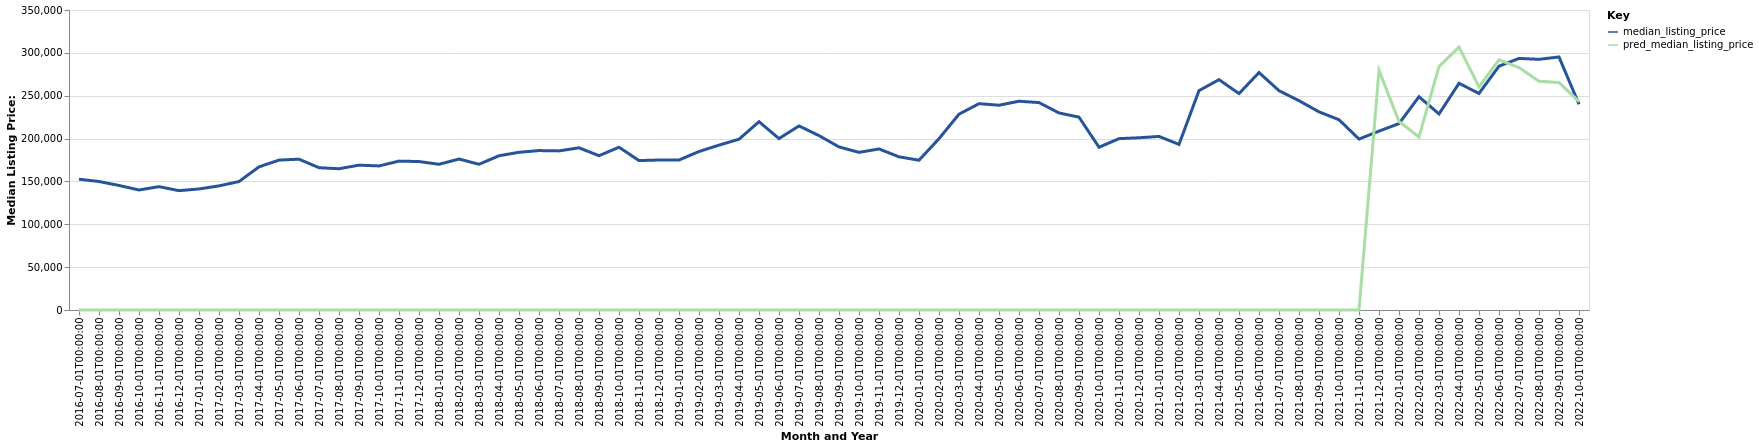 350,000
300,000
250,000
200,000
150,000
100,000
50,000
0
Median Listing Price:
2016-07-01T00:00:00
2016-08-01T00:00:00
2016-09-01T00:00:00
2016-10-01T00:00:00
2016-11-01T00:00:00
2016-12-01T00:00:00
2017-01-01T00:00:00
2017-02-01T00:00:00
2017-03-01T00:00:00
2017-04-01T00:00:00
2017-05-01T00:00:00
2017-06-01T00:00:00
2017-07-01T00:00:00
2017-08-01T00:00:00
2017-09-01T00:00:00
2017-10-01T00:00:00
2017-11-01T00:00:00
2017-12-01T00:00:00
2018-01-01T00:00:00
2018-02-01T00:00:00
2018-03-01T00:00:00
2018-04-01T00:00:00
2018-05-01T00:00:00
2018-06-01T00:00:00
2018-07-01T00:00:00
2018-08-01T00:00:00
2018-09-01T00:00:00
2018-10-01T00:00:00
2018-11-01T00:00:00
2018-12-01T00:00:00
2019-01-01T00:00:00
2019-02-01T00:00:00
2019-03-01T00:00:00
2019-04-01T00:00:00
2019-05-01T00:00:00
2019-06-01T00:00:00
2019-07-01T00:00:00
2019-08-01T00:00:00
2019-09-01T00:00:00
2019-10-01T00:00:00
2019-11-01T00:00:00
2019-12-01T00:00:00
2020-01-01T00:00:00
2020-02-01T00:00:00
2020-03-01T00:00:00
2020-04-01T00:00:00
2020-05-01T00:00:00
2020-06-01T00:00:00
2020-07-01T00:00:00
2020-08-01T00:00:00
2020-09-01T00:00:00
2020-10-01T00:00:00
2020-11-01T00:00:00
2020-12-01T00:00:00
2021-01-01T00:00:00
2021-02-01T00:00:00
2021-03-01T00:00:00
2021-04-01T00:00:00
2021-05-01T00:00:00
2021-06-01T00:00:00
2021-07-01T00:00:00
2021-08-01T00:00:00
2021-09-01T00:00:00
2021-10-01T00:00:00
2021-11-01T00:00:00
2021-12-01T00:00:00
2022-01-01T00:00:00
2022-02-01T00:00:00
2022-03-01T00:00:00
2022-04-01T00:00:00
2022-05-01T00:00:00
2022-06-01T00:00:00
2022-07-01T00:00:00
2022-08-01T00:00:00
2022-09-01T00:00:00
2022-10-01T00:00:00
Month and Year
Key
median_listing_price
pred_median_listing_price